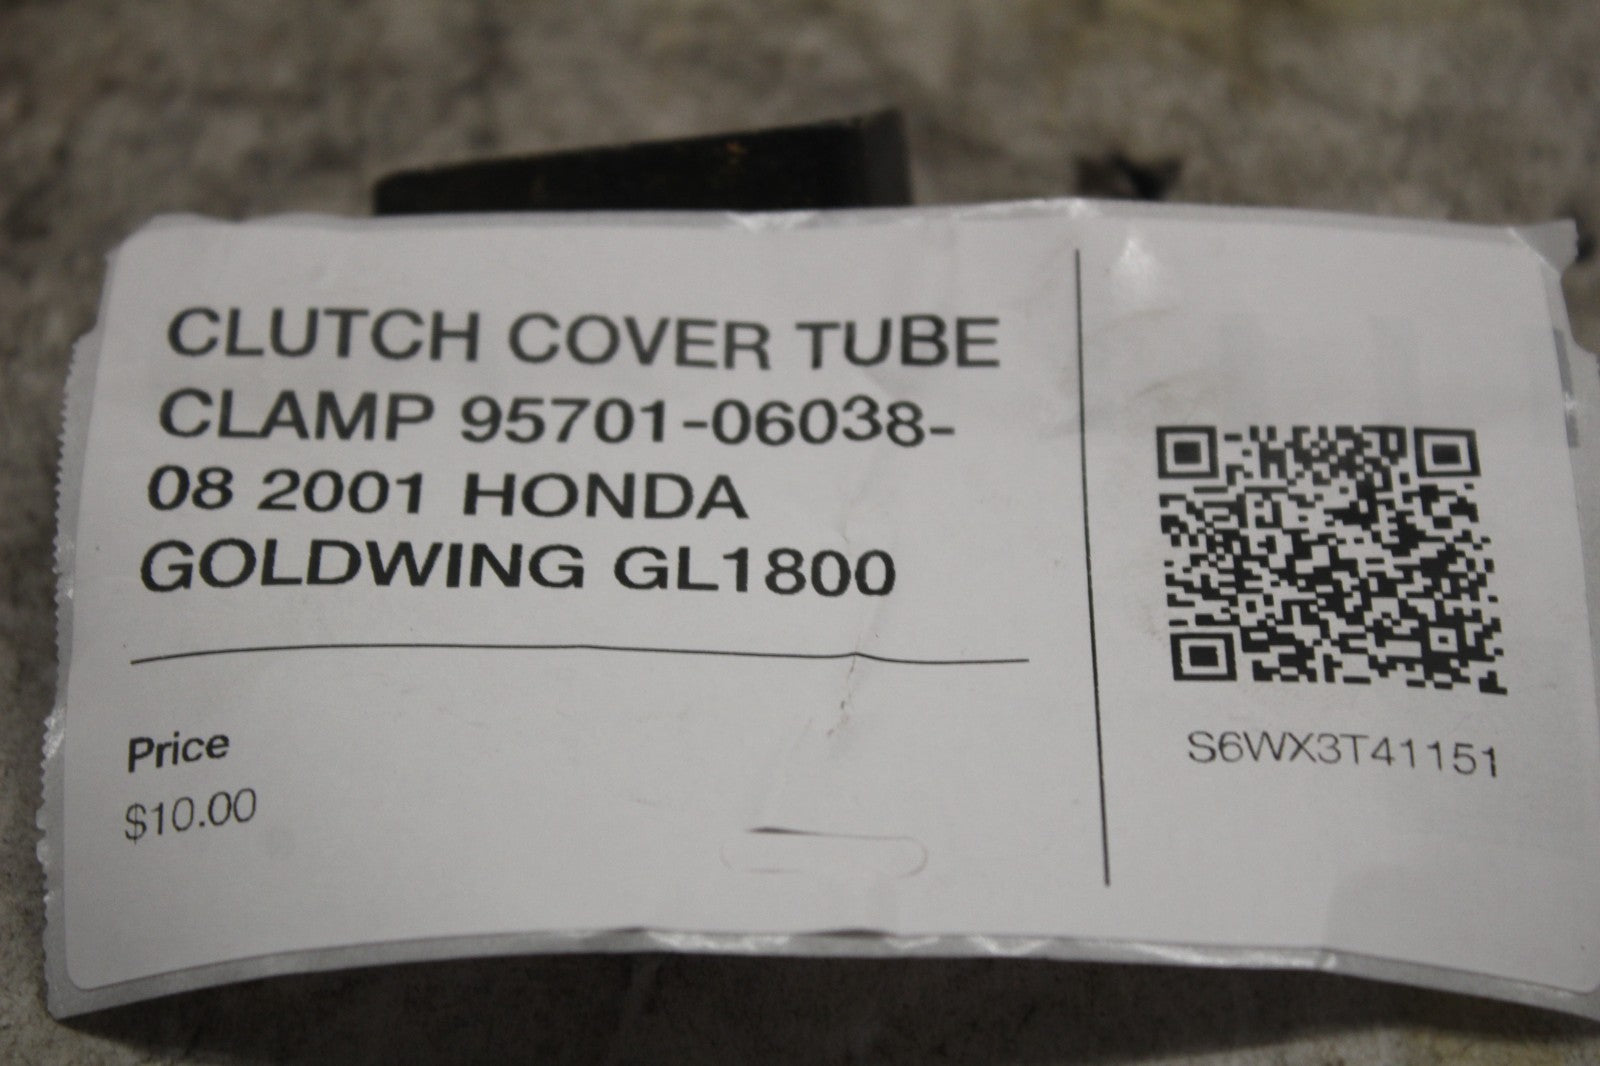 CLUTCH COVER TUBE
CLAMP 95701-06038-
08 2001 HONDA
GOLDWING GL1800
Price
$10.00
S6WX3T41151